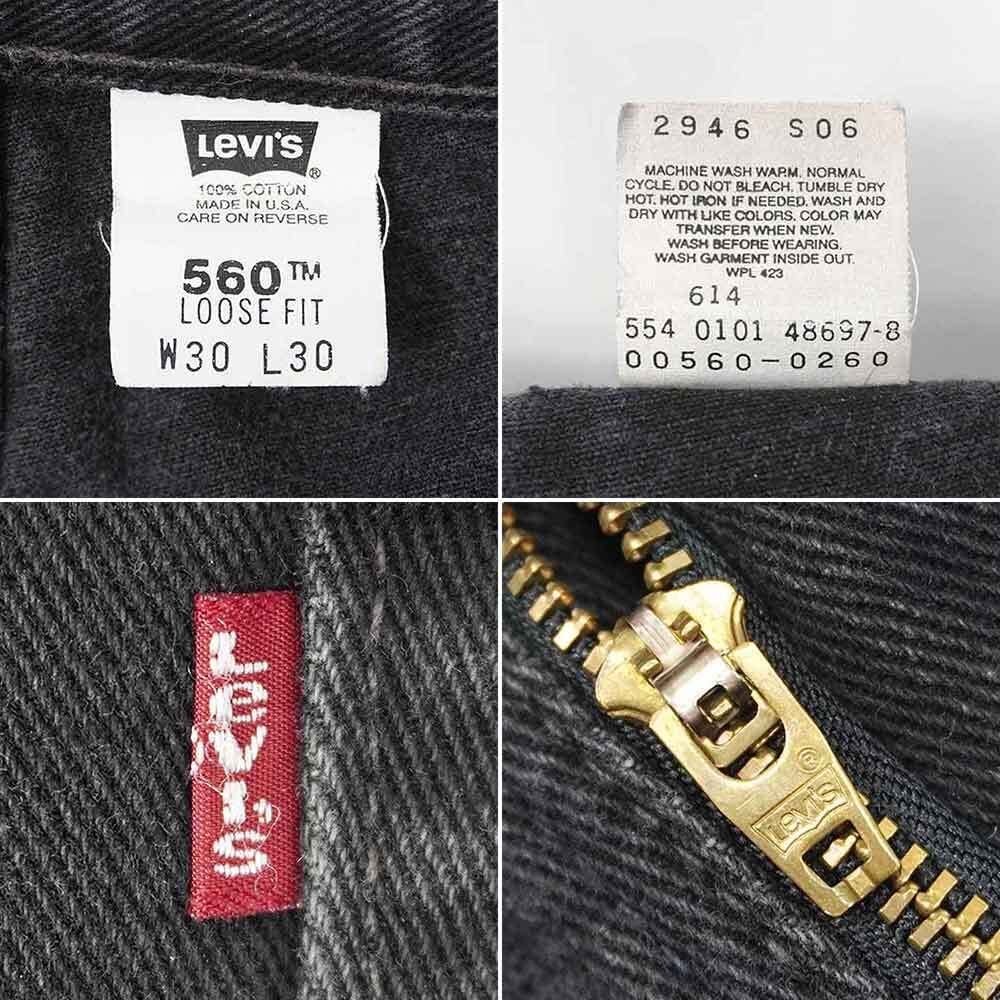 LEVI'S ®
100% COTTON
MADE IN U.S.A.
CARE ON REVERSE
560™
LOOSE FIT
W30 L30
2946 S06
MACHINE WASH WARM. NORMAL
CYCLE. DO NOT BLEACH. TUMBLE DRY
HOT. HOT IRON IF NEEDED. WASH AND
DRY WITH LIKE COLORS. COLOR MAY
TRANSFER WHEN NEW.
WASH BEFORE WEARING.
WASH GARMENT INSIDE OUT.
WPL 423
614
554 0101 48697-8
00560-0260
LeVI'S
®
Levi's